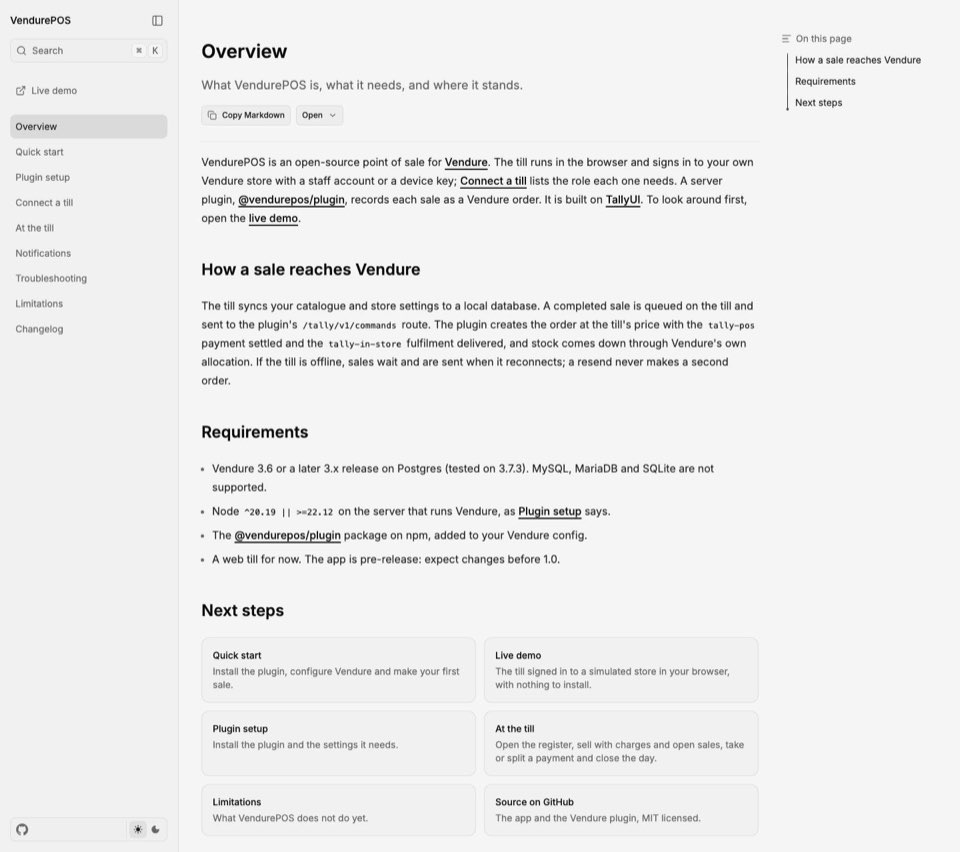 VendurePOS
Search
⌘ K
Live demo
Overview
Quick start
Plugin setup
Connect a till
At the till
Notifications
Troubleshooting
Limitations
Changelog
Overview
What VendurePOS is, what it needs, and where it stands.
Copy Markdown
Open
VendurePOS is an open-source point of sale for Vendure. The till runs in the browser and signs in to your own
Vendure store with a staff account or a device key; Connect a till lists the role each one needs. A server
plugin, @vendurepos/plugin, records each sale as a Vendure order. It is built on TallyUI. To look around first,
open the live demo.
How a sale reaches Vendure
The till syncs your catalogue and store settings to a local database. A completed sale is queued on the till and
sent to the plugin's /tally/v1/commands route. The plugin creates the order at the till's price with the tally-pos
payment settled and the tally-in-store fulfilment delivered, and stock comes down through Vendure's own
allocation. If the till is offline, sales wait and are sent when it reconnects; a resend never makes a second
order.
Requirements
• Vendure 3.6 or a later 3.x release on Postgres (tested on 3.7.3). MySQL, MariaDB and SQLite are not
supported.
• Node ^20.19 || >=22.12 on the server that runs Vendure, as Plugin setup says.
• The @vendurepos/plugin package on npm, added to your Vendure config.
• A web till for now. The app is pre-release: expect changes before 1.0.
Next steps
Quick start
Install the plugin, configure Vendure and make your first
sale.
Live demo
The till signed in to a simulated store in your browser,
with nothing to install.
Plugin setup
Install the plugin and the settings it needs.
At the till
Open the register, sell with charges and open sales, take
or split a payment and close the day.
Limitations
What VendurePOS does not do yet.
Source on GitHub
The app and the Vendure plugin, MIT licensed.
On this page
How a sale reaches Vendure
Requirements
Next steps